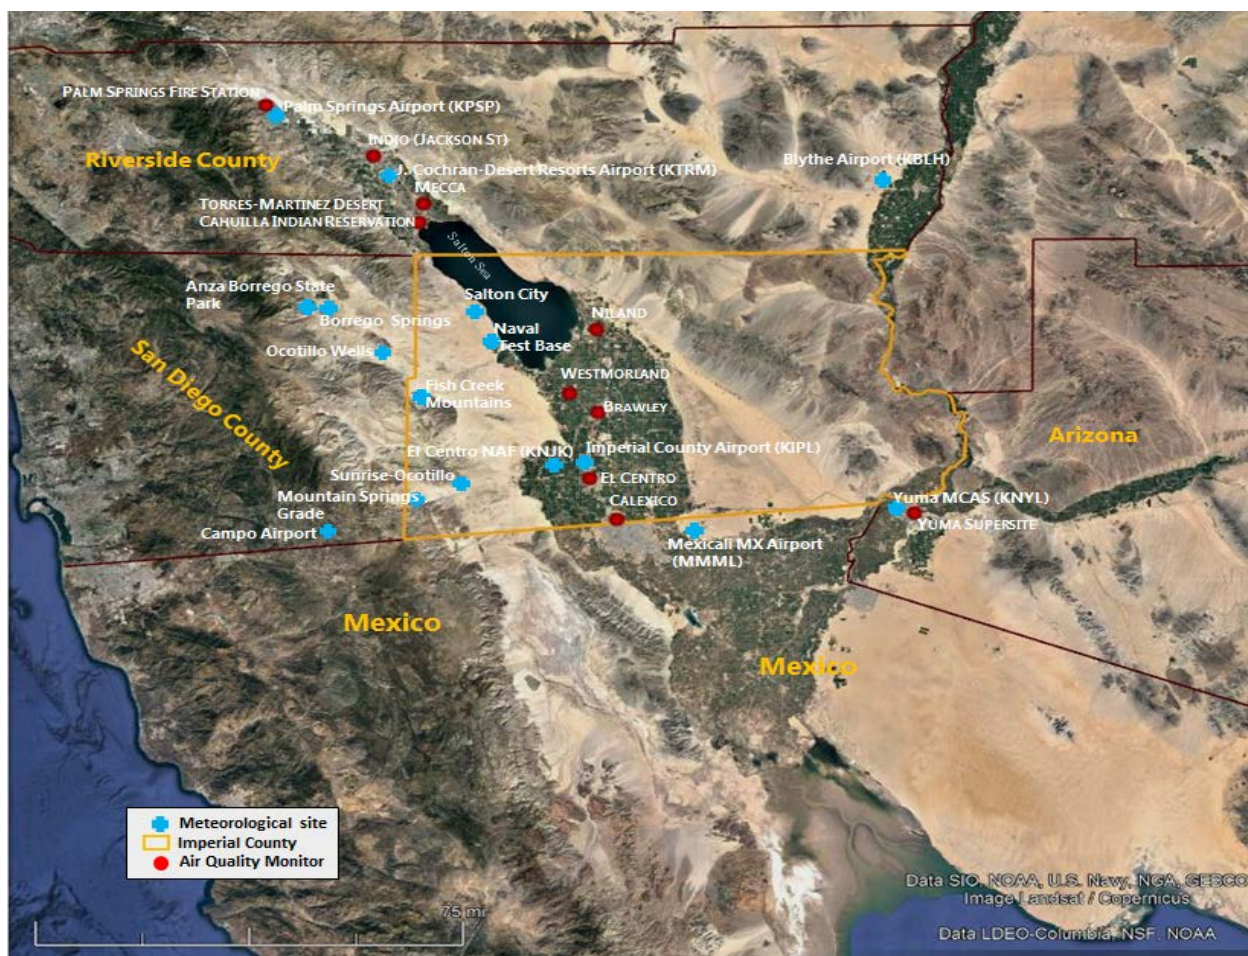 PALM SPRINGS FIRE STATION
Palm Springs Airport (KPSP)
INDIO (JACKSON ST)
Riverside County
Blythe Airport (KBLH)
J. Cochran-Desert Resorts Airport (KTRM)
MECCA
TORRES-MARTINEZ DESERT
CAHUILLA INDIAN RESERVATION
Salton Sea
Anza Borrego State
Park
Borrego Springs
Salton City
NILAND
Naval
Test Base
Ocotillo Wells
San Diego County
WESTMORLAND
Fish Creek
Mountains
BRAWLEY
Arizona
El Centro NAF (KNJK)
Imperial County Airport (KIPL)
Sunrise-Ocotillo
EL CENTRO
Mountain Springs
Grade
CALEXICO
Yuma MCAS (KNYL)
YUMA SUPERSITE
Campo Airport
Mexicali MX Airport
(MMML)
Mexico
Mexico
Meteorological site
Imperial County
Air Quality Monitor
75 mi
Data SIO, NOAA, U.S. Navy, NGA, GEBCO
Image Landsat / Copernicus
Data LDEO-Columbia, NSF, NOAA